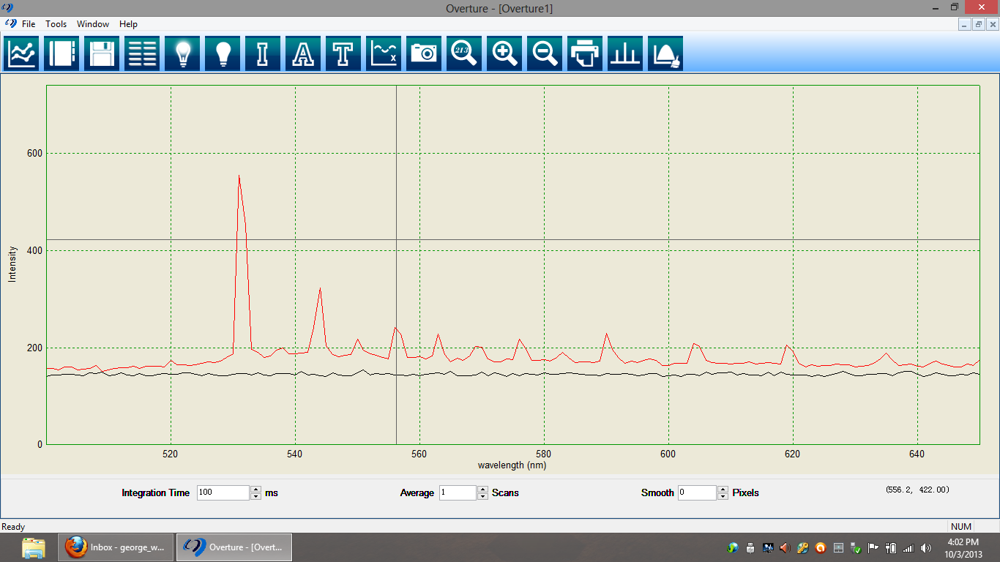 Overture - [Overture1]
File Tools Window Help
I A T x 213
600
400
200
0
Intensity
520 540 560 580 600 620 640
wavelength (nm)
Integration Time 100 ms Average 1 Scans Smooth 0 Pixels (556.2, 422.00)
Ready NUM
Inbox - george_w... Overture - [Overt... 4:02 PM
10/3/2013